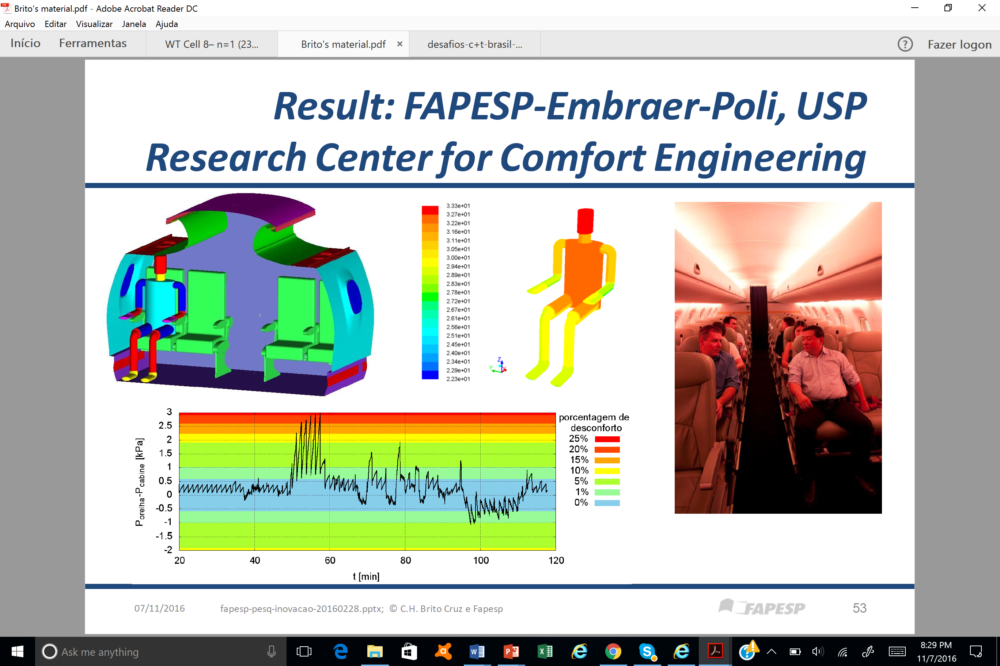 Brito's material.pdf - Adobe Acrobat Reader DC
Arquivo Editar Visualizar Janela Ajuda
Início Ferramentas WT Cell 8– n=1 (23... Brito's material.pdf × desafios-c+t-brasil-... ? Fazer logon
Result: FAPESP-Embraer-Poli, USP
Research Center for Comfort Engineering
3.33e+01
3.27e+01
3.22e+01
3.16e+01
3.11e+01
3.05e+01
3.00e+01
2.94e+01
2.89e+01
2.83e+01
2.78e+01
2.72e+01
2.67e+01
2.61e+01
2.56e+01
2.51e+01
2.45e+01
2.40e+01
2.34e+01
2.29e+01
2.23e+01
Z
Y X
3
2.5
2
1.5
1
0.5
0
-0.5
-1
-1.5
-2
Porelha-Pcabine [kPa]
20 40 60 80 100 120
t [min]
porcentagem de
desconforto
25%
20%
15%
10%
5%
1%
0%
07/11/2016 fapesp-pesq-inovacao-20160228.pptx; © C.H. Brito Cruz e Fapesp FAPESP 53
Ask me anything
8:29 PM
11/7/2016